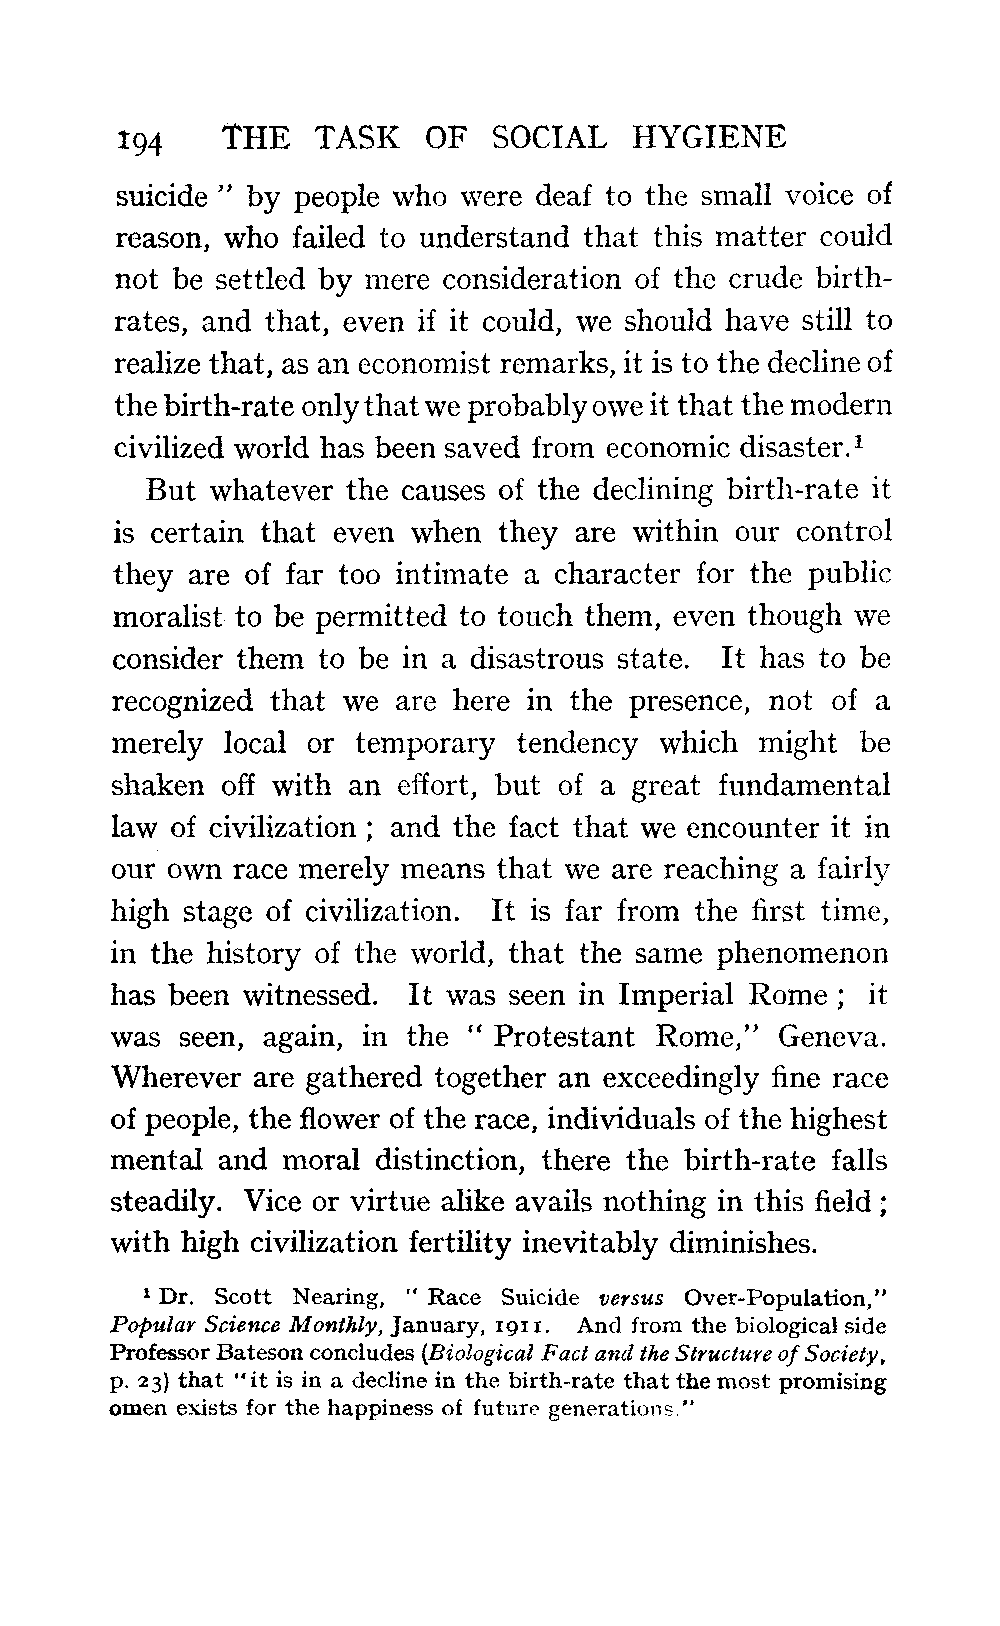 194 THE TASK OF SOCIAL HYGIENE
suicide " by people who were deaf to the small voice of
reason, who failed to understand that this matter could
not be settled by mere consideration of the crude birth-
rates, and that, even if it could, we should have still to
realize that, as an economist remarks, it is to the decline of
the birth-rate only that we probably owe it that the modern
civilized world has been saved from economic disaster.¹
But whatever the causes of the declining birth-rate it
is certain that even when they are within our control
they are of far too intimate a character for the public
moralist to be permitted to touch them, even though we
consider them to be in a disastrous state. It has to be
recognized that we are here in the presence, not of a
merely local or temporary tendency which might be
shaken off with an effort, but of a great fundamental
law of civilization ; and the fact that we encounter it in
our own race merely means that we are reaching a fairly
high stage of civilization. It is far from the first time,
in the history of the world, that the same phenomenon
has been witnessed. It was seen in Imperial Rome ; it
was seen, again, in the " Protestant Rome," Geneva.
Wherever are gathered together an exceedingly fine race
of people, the flower of the race, individuals of the highest
mental and moral distinction, there the birth-rate falls
steadily. Vice or virtue alike avails nothing in this field ;
with high civilization fertility inevitably diminishes.
¹ Dr. Scott Nearing, " Race Suicide versus Over-Population,"
Popular Science Monthly, January, 1911. And from the biological side
Professor Bateson concludes (Biological Fact and the Structure of Society,
p. 23) that "it is in a decline in the birth-rate that the most promising
omen exists for the happiness of future generations."